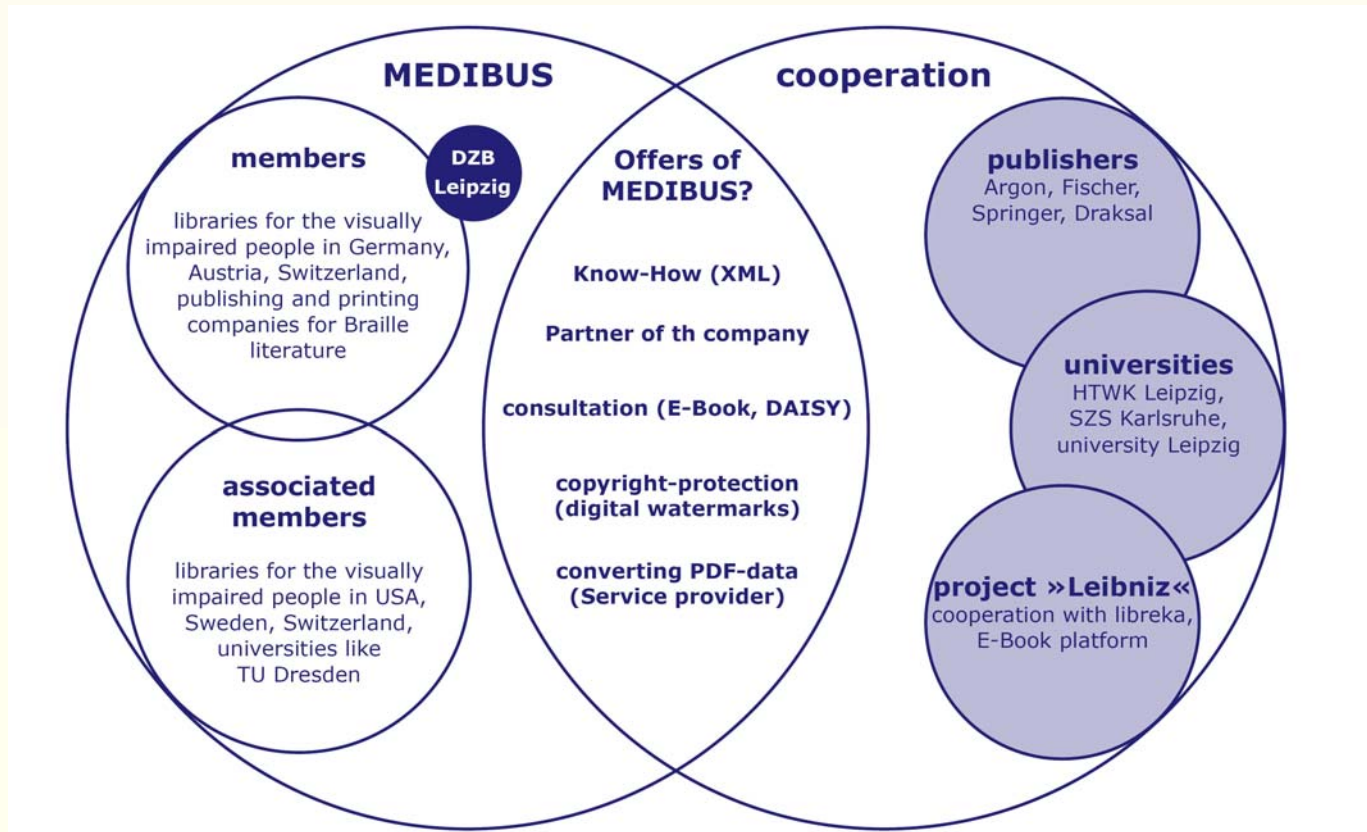 MEDIBUS
members
DZB
Leipzig
libraries for the visually
impaired people in Germany,
Austria, Switzerland,
publishing and printing
companies for Braille
literature
associated
members
libraries for the visually
impaired people in USA,
Sweden, Switzerland,
universities like
TU Dresden
Offers of
MEDIBUS?
Know-How (XML)
Partner of th company
consultation (E-Book, DAISY)
copyright-protection
(digital watermarks)
converting PDF-data
(Service provider)
cooperation
publishers
Argon, Fischer,
Springer, Draksal
universities
HTWK Leipzig,
SZS Karlsruhe,
university Leipzig
project »Leibniz«
cooperation with libreka,
E-Book platform